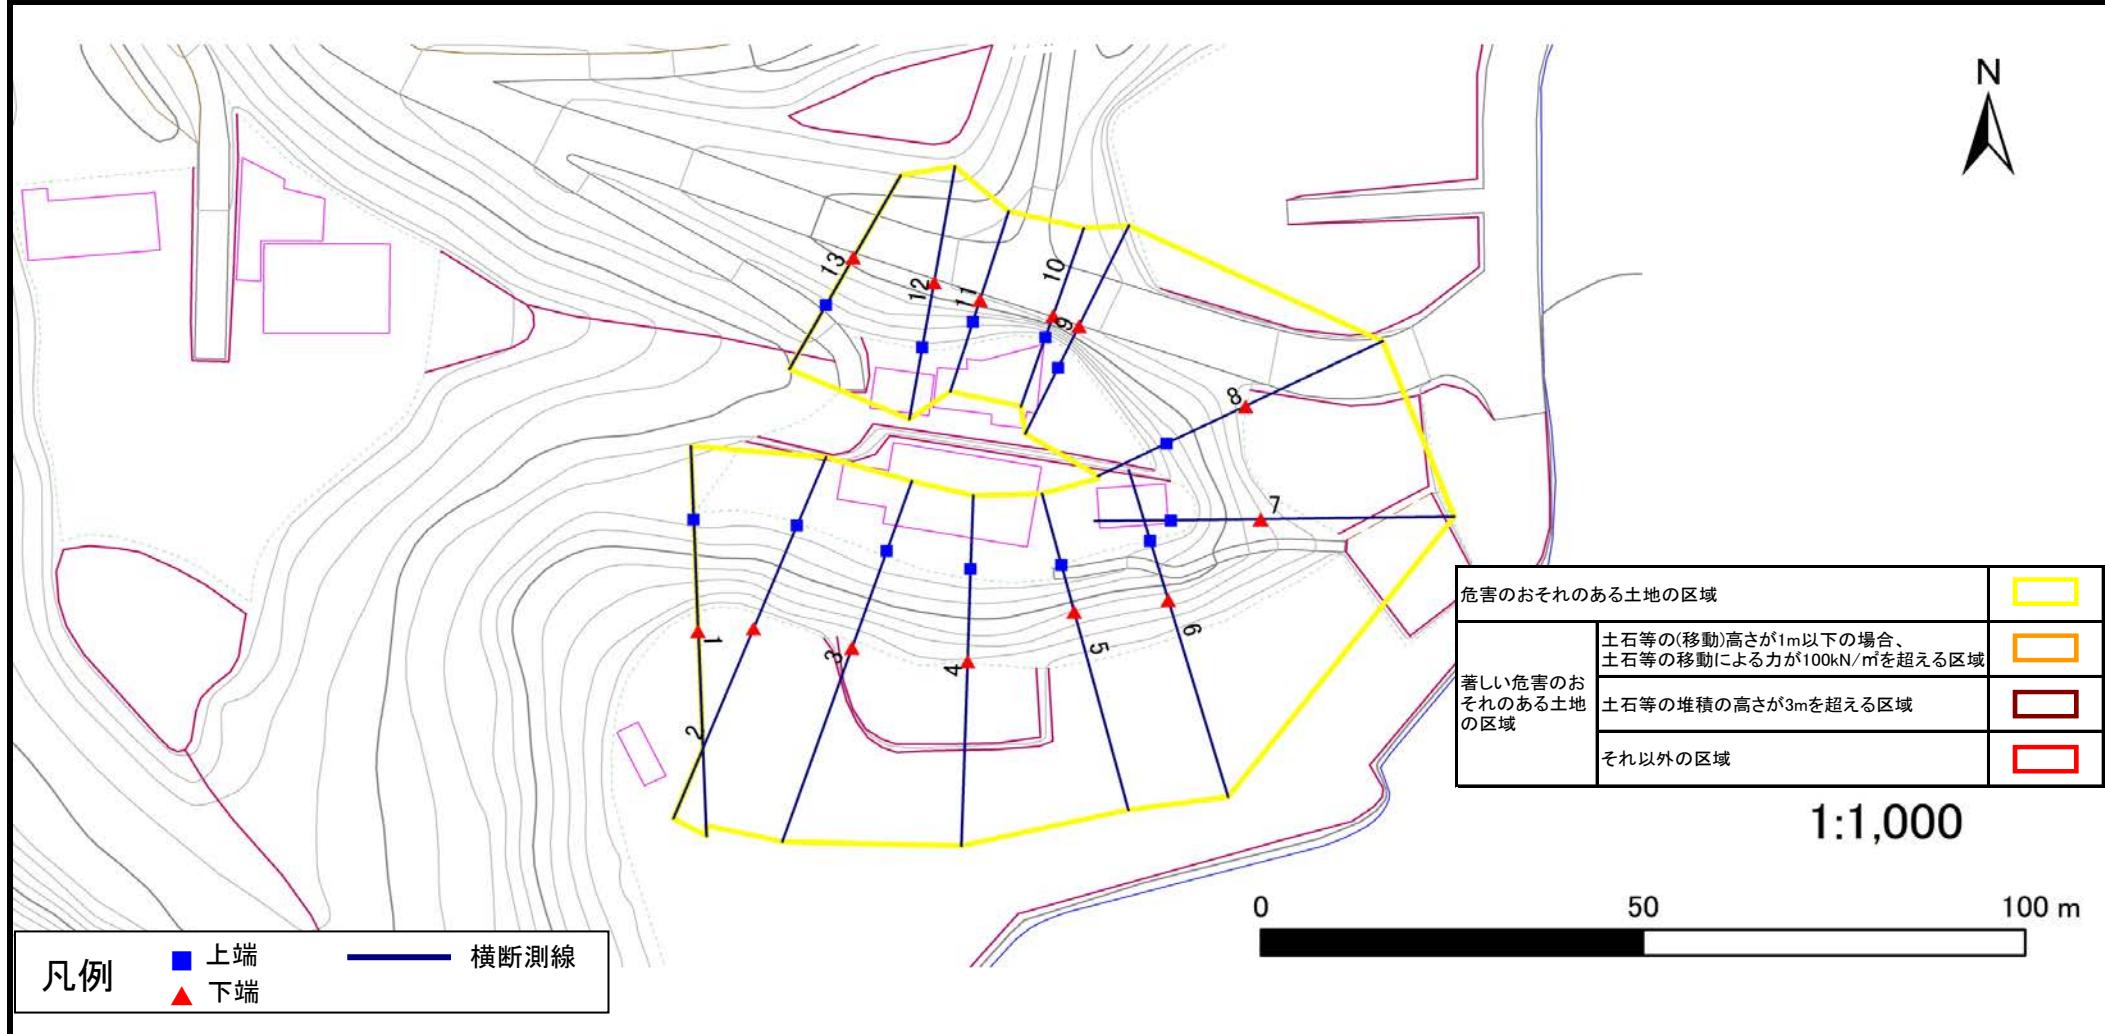 N
13
12
11
10
9
8
7
1
2
3
4
5
6
危害のおそれのある土地の区域
著しい危害のお
それのある土地
の区域
土石等の(移動)高さが1m以下の場合、
土石等の移動による力が100kN/㎡を超える区域
土石等の堆積の高さが3mを超える区域
それ以外の区域
1:1,000
0 50 100 m
凡例
上端
下端
横断測線